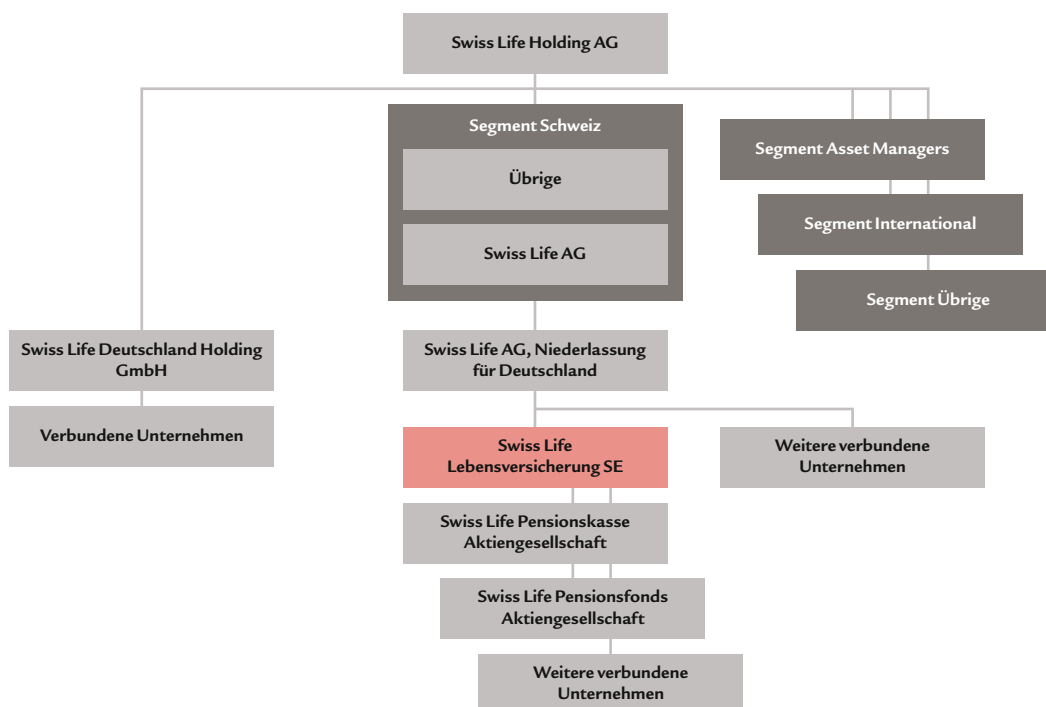 Swiss Life Holding AG
Segment Schweiz
Übrige
Swiss Life AG
Segment Asset Managers
Segment International
Segment Übrige
Swiss Life Deutschland Holding
GmbH
Verbundene Unternehmen
Swiss Life AG, Niederlassung
für Deutschland
Swiss Life
Lebensversicherung SE
Weitere verbundene
Unternehmen
Swiss Life Pensionskasse
Aktiengesellschaft
Swiss Life Pensionsfonds
Aktiengesellschaft
Weitere verbundene
Unternehmen